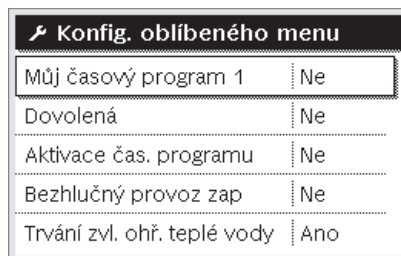 Konfig. oblíbeného menu
Můj časový program 1 Ne
Dovolená Ne
Aktivace čas. programu Ne
Bezhlučný provoz zap Ne
Trvání zvl. ohř. teplé vody Ano